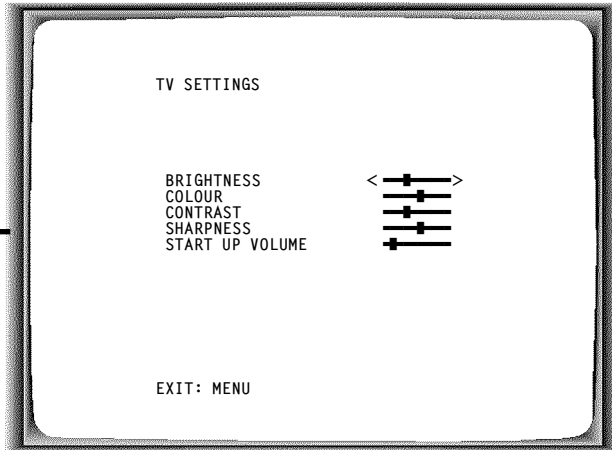 TV SETTINGS
BRIGHTNESS < >
COLOUR
CONTRAST
SHARPNESS
START UP VOLUME
EXIT: MENU